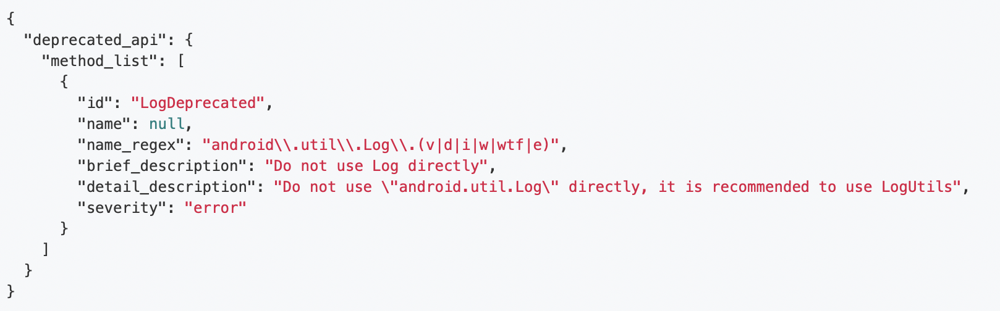 {
  "deprecated_api": {
    "method_list": [
      {
        "id": "LogDeprecated",
        "name": null,
        "name_regex": "android\\.util\\.Log\\.(v|d|i|w|wtf|e)",
        "brief_description": "Do not use Log directly",
        "detail_description": "Do not use \"android.util.Log\" directly, it is recommended to use LogUtils",
        "severity": "error"
      }
    ]
  }
}